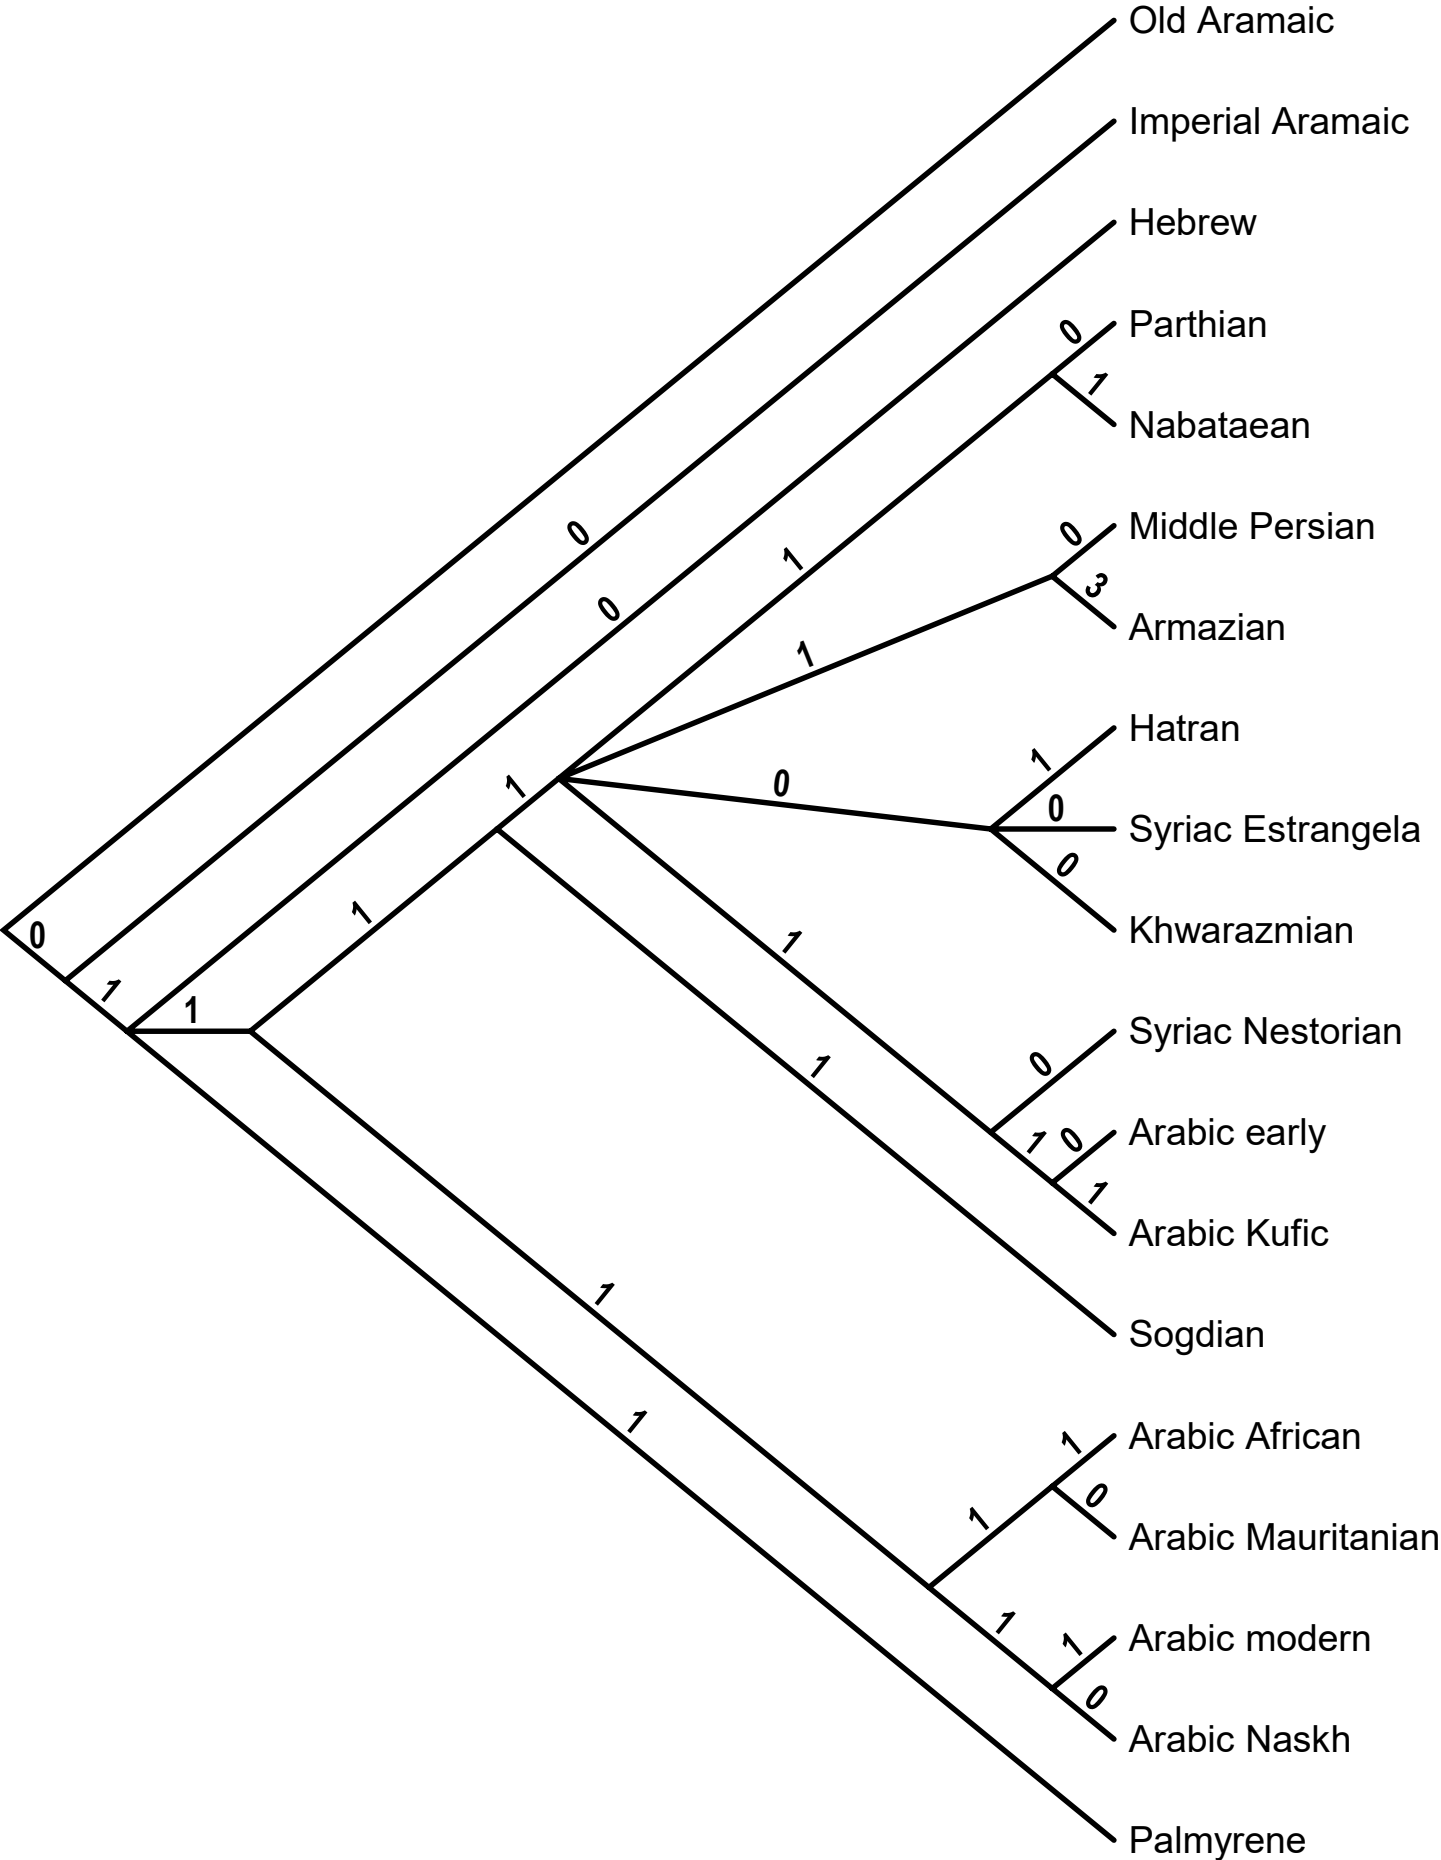 Old Aramaic
Imperial Aramaic
Hebrew
0
Parthian
1
Nabataean
0
Middle Persian
0
1
3
Armazian
0
1
Hatran
1
0
1
0
Syriac Estrangela
0
1
Khwarazmian
0
1
1
1
Syriac Nestorian
0
1
1
0
Arabic early
1
Arabic Kufic
1
Sogdian
1
1
Arabic African
0
1
Arabic Mauritanian
1
1
Arabic modern
0
Arabic Naskh
Palmyrene